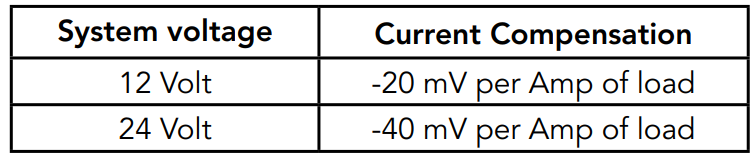 System voltage Current Compensation
12 Volt -20 mV per Amp of load
24 Volt -40 mV per Amp of load